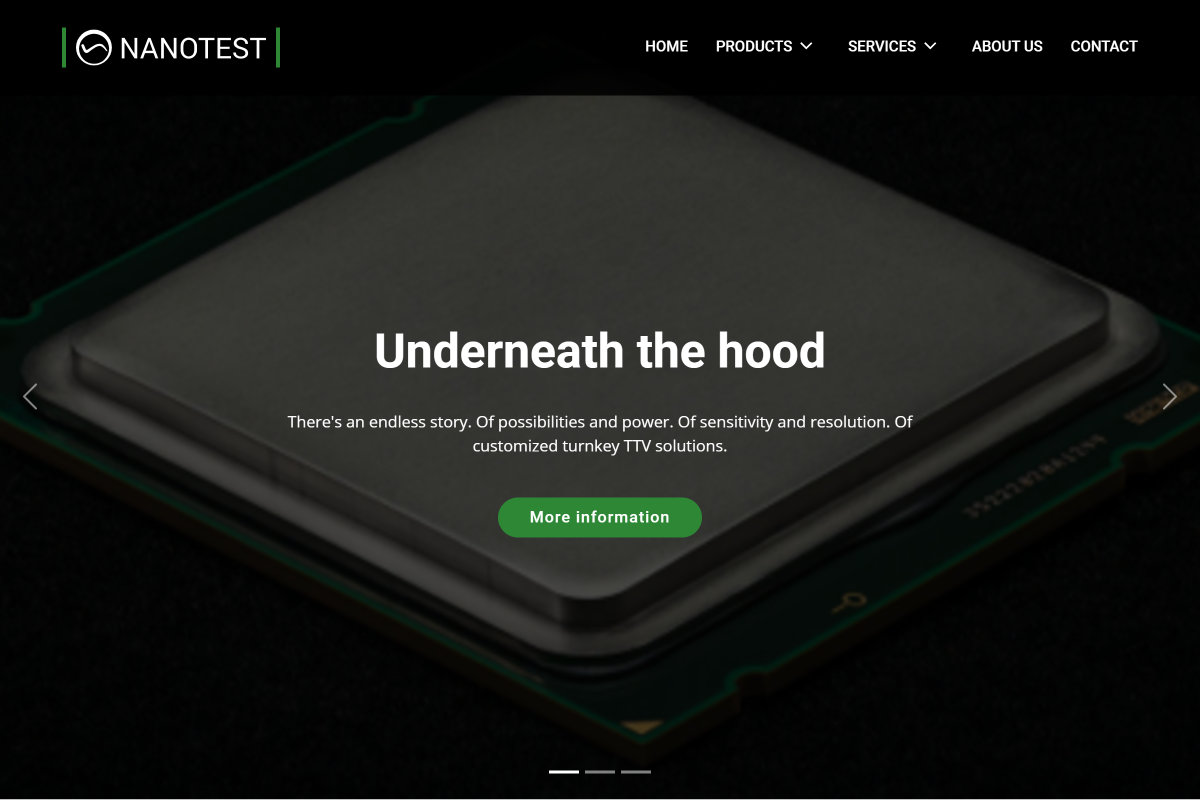 NANOTEST
HOME PRODUCTS SERVICES ABOUT US CONTACT
Underneath the hood
There's an endless story. Of possibilities and power. Of sensitivity and resolution. Of
customized turnkey TTV solutions.
More information